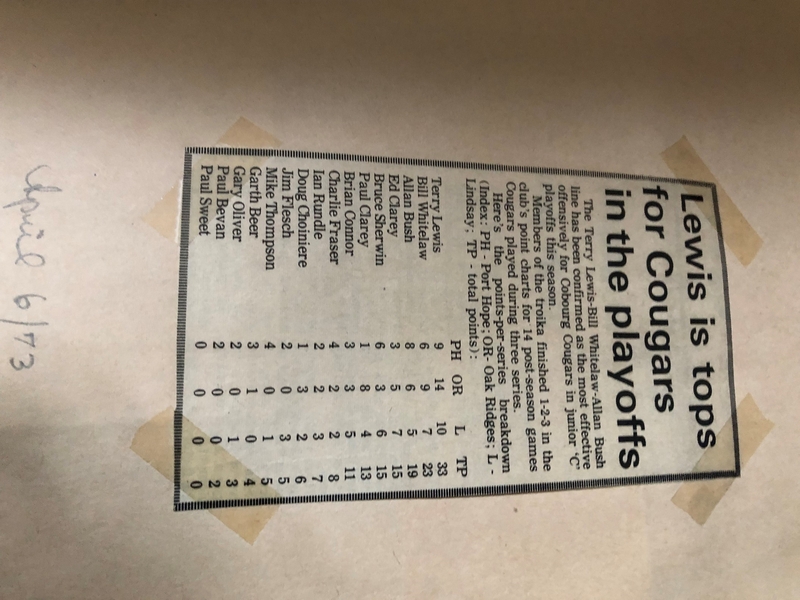 Lewis is tops
for Cougars
in the playoffs
The Terry Lewis-Bill Whitelaw-Allan Bush
line has been confirmed as the most effective
offensively for Cobourg Cougars in junior 'C'
playoffs this season.
Members of the troika finished 1-2-3 in the
club's point charts for 14 post-season games
Cougars played during three series.
Here's the points-per-series breakdown
(Index: PH - Port Hope; OR- Oak Ridges; L -
Lindsay; TP - total points):
PH OR L TP
Terry Lewis 9 14 10 33
Bill Whitelaw 6 9 7 23
Allan Bush 8 6 5 19
Ed Clarey 3 5 7 15
Bruce Sherwin 6 3 6 15
Paul Clarey 1 8 4 13
Brian Connor 3 3 5 11
Charlie Fraser 4 2 2 8
Ian Rundle 2 2 3 7
Doug Choiniere 1 3 2 6
Jim Flesch 2 0 3 5
Mike Thompson 4 0 1 5
Garth Beer 3 1 0 4
Gary Oliver 2 0 1 3
Paul Bevan 2 0 0 2
Paul Sweet 0 0 0 0
April 6/73